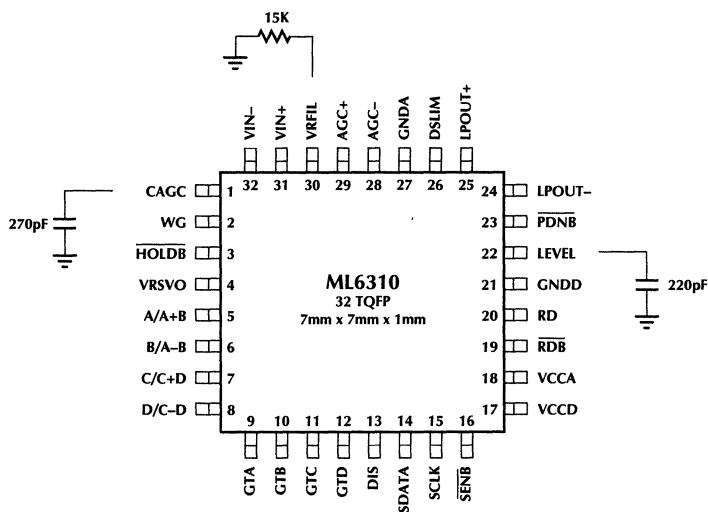 15K
VIN–
VIN+
VRFIL
AGC+
AGC–
GNDA
DSLIM
LPOUT+
32 31 30 29 28 27 26 25
CAGC 1
24 LPOUT–
270pF
WG 2
23 PDNB
HOLDB 3
22 LEVEL
VRSVO 4
21 GNDD
220pF
A/A+B 5
20 RD
B/A–B 6
19 RDB
C/C+D 7
18 VCCA
D/C–D 8
17 VCCD
ML6310
32 TQFP
7mm x 7mm x 1mm
9 10 11 12 13 14 15 16
GTA
GTB
GTC
GTD
DIS
SDATA
SCLK
SENB